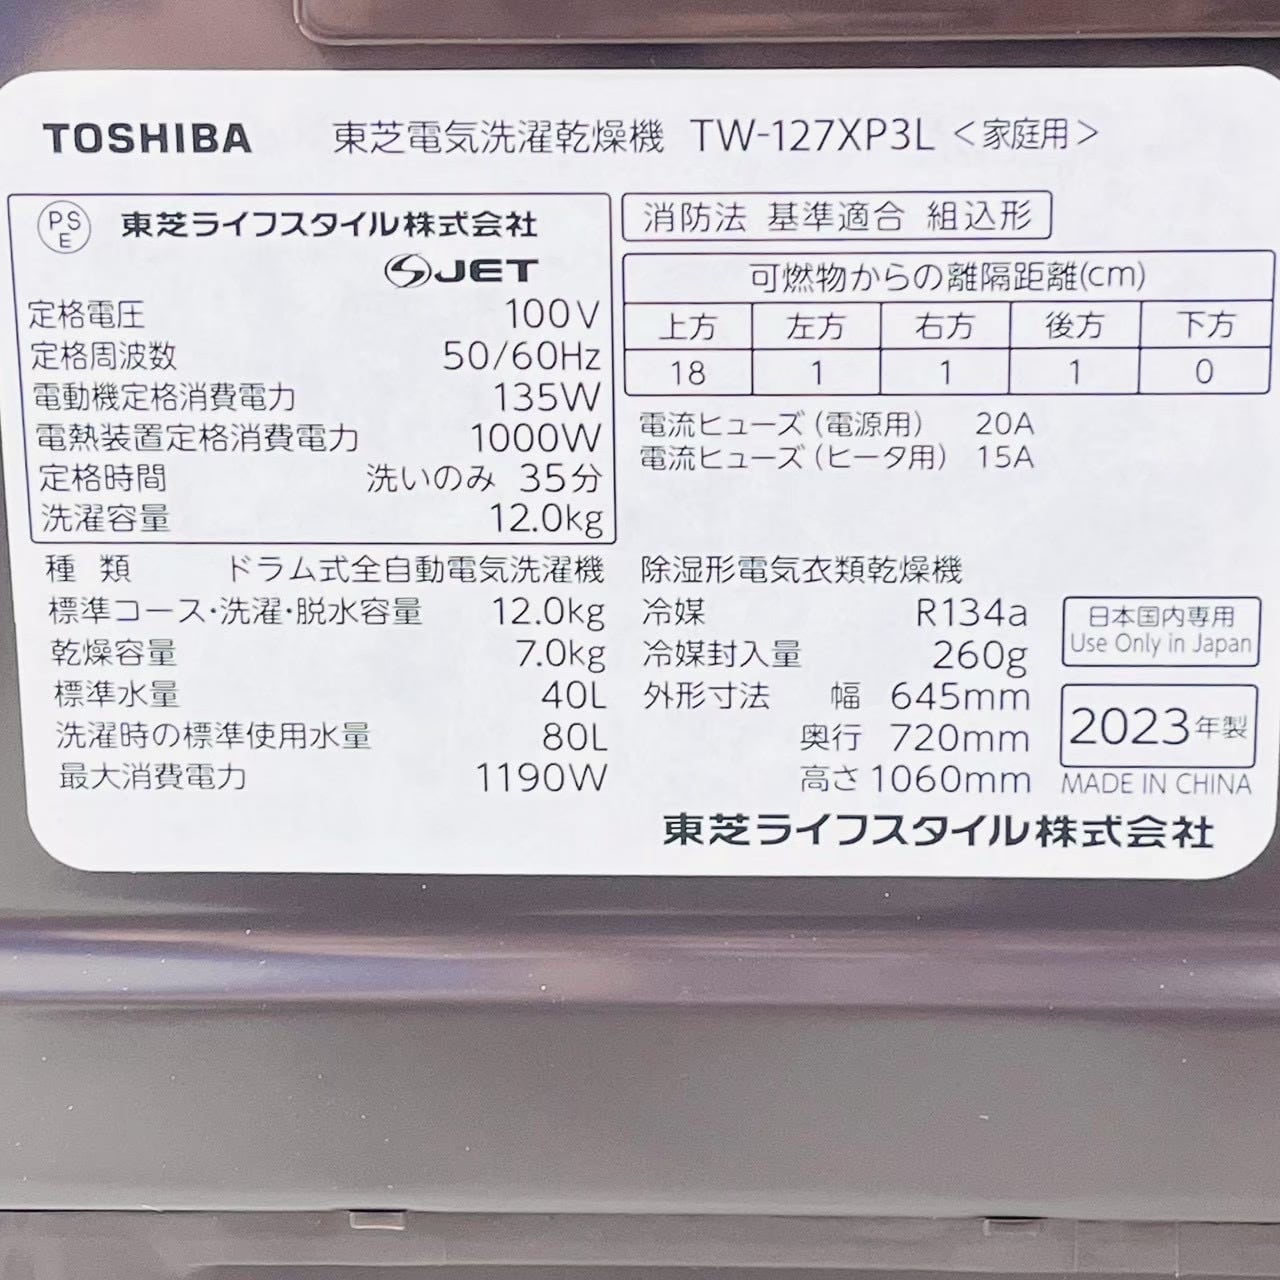 TOSHIBA 東芝電気洗濯乾燥機 TW-127XP3L <家庭用>
PSE 東芝ライフスタイル株式会社
JET
定格電圧 100V
定格周波数 50/60Hz
電動機定格消費電力 135W
電熱装置定格消費電力 1000W
定格時間 洗いのみ 35分
洗濯容量 12.0kg
消防法 基準適合 組込形
可燃物からの離隔距離(cm)
上方 左方 右方 後方 下方
18 1 1 1 0
電流ヒューズ(電源用) 20A
電流ヒューズ(ヒータ用) 15A
種類 ドラム式全自動電気洗濯機
標準コース・洗濯・脱水容量 12.0kg
乾燥容量 7.0kg
標準水量 40L
洗濯時の標準使用水量 80L
最大消費電力 1190W
除湿形電気衣類乾燥機
冷媒 R134a
冷媒封入量 260g
外形寸法 幅 645mm
奥行 720mm
高さ 1060mm
日本国内専用
Use Only in Japan
2023年製
MADE IN CHINA
東芝ライフスタイル株式会社